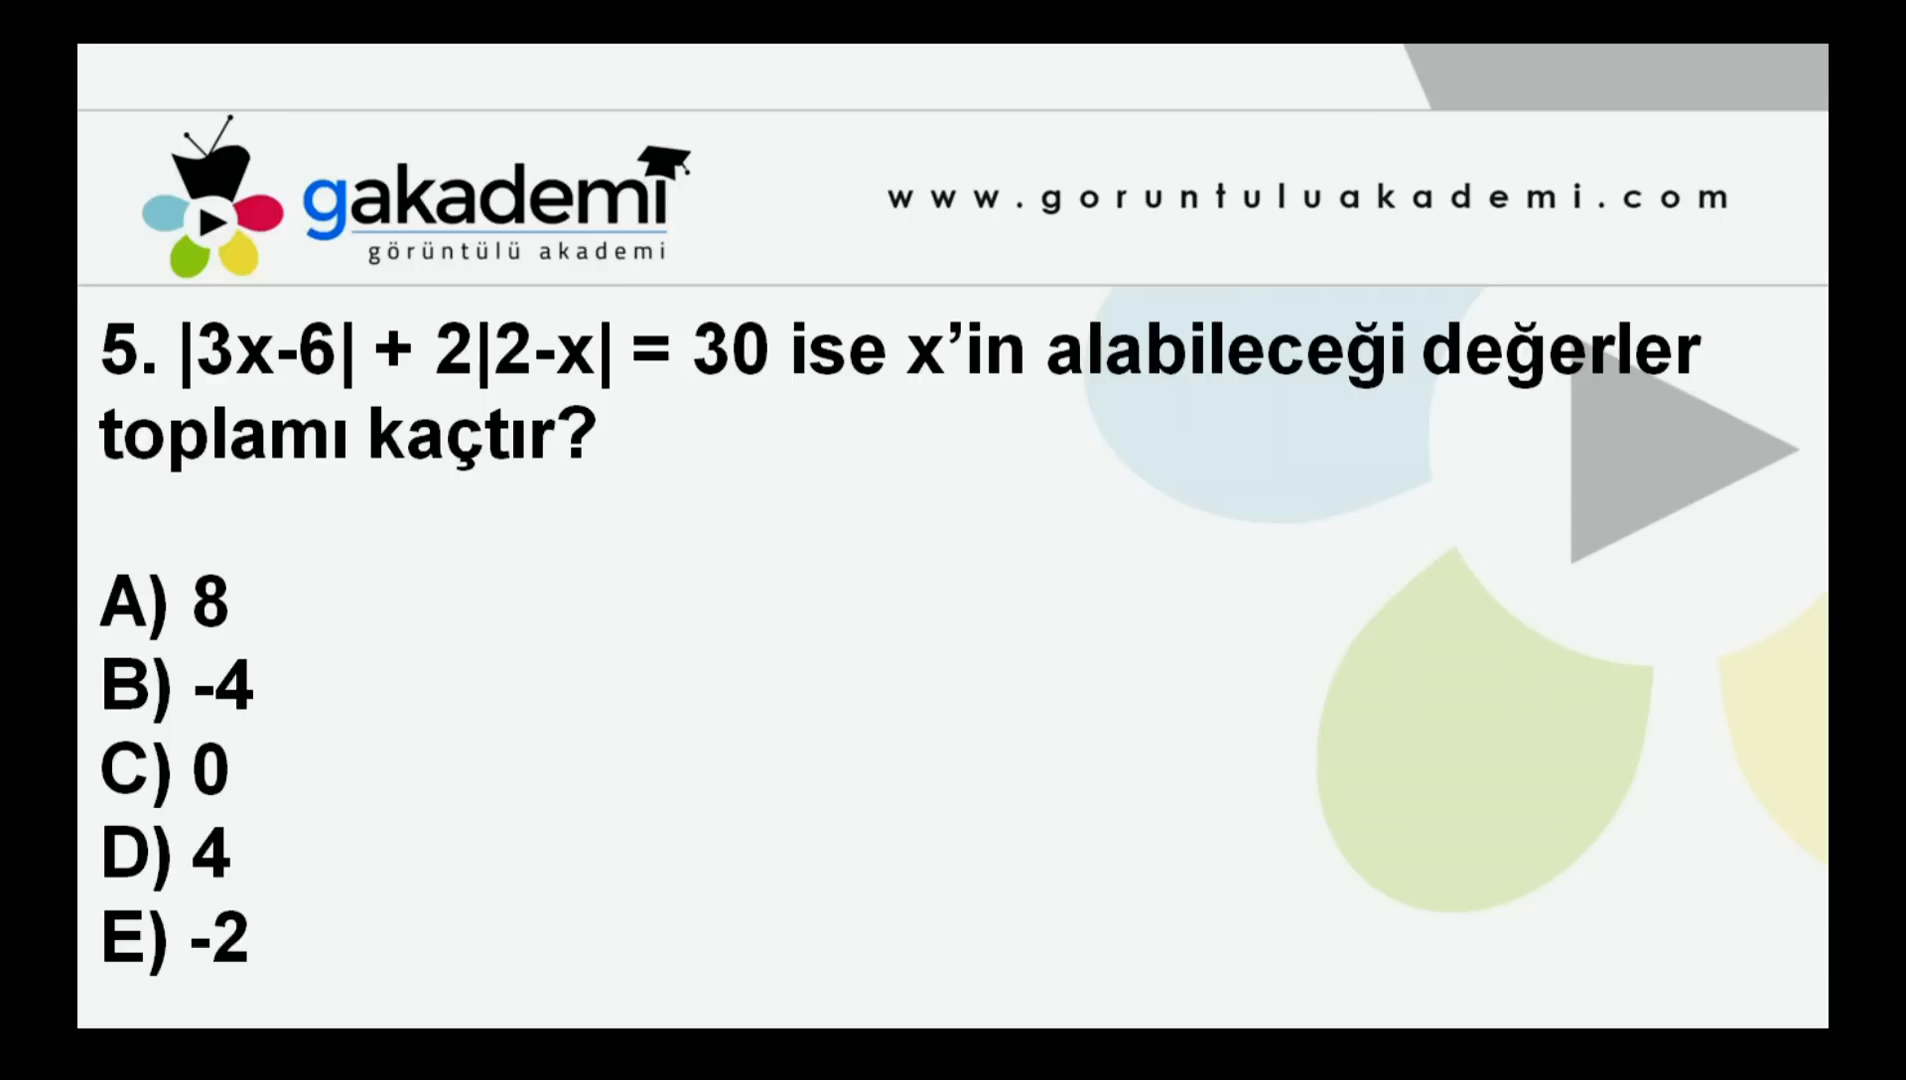 gakademi
görüntülü akademi
www.goruntuluakademi.com
5. |3x-6| + 2|2-x| = 30 ise x’in alabileceği değerler
toplamı kaçtır?
A) 8
B) -4
C) 0
D) 4
E) -2